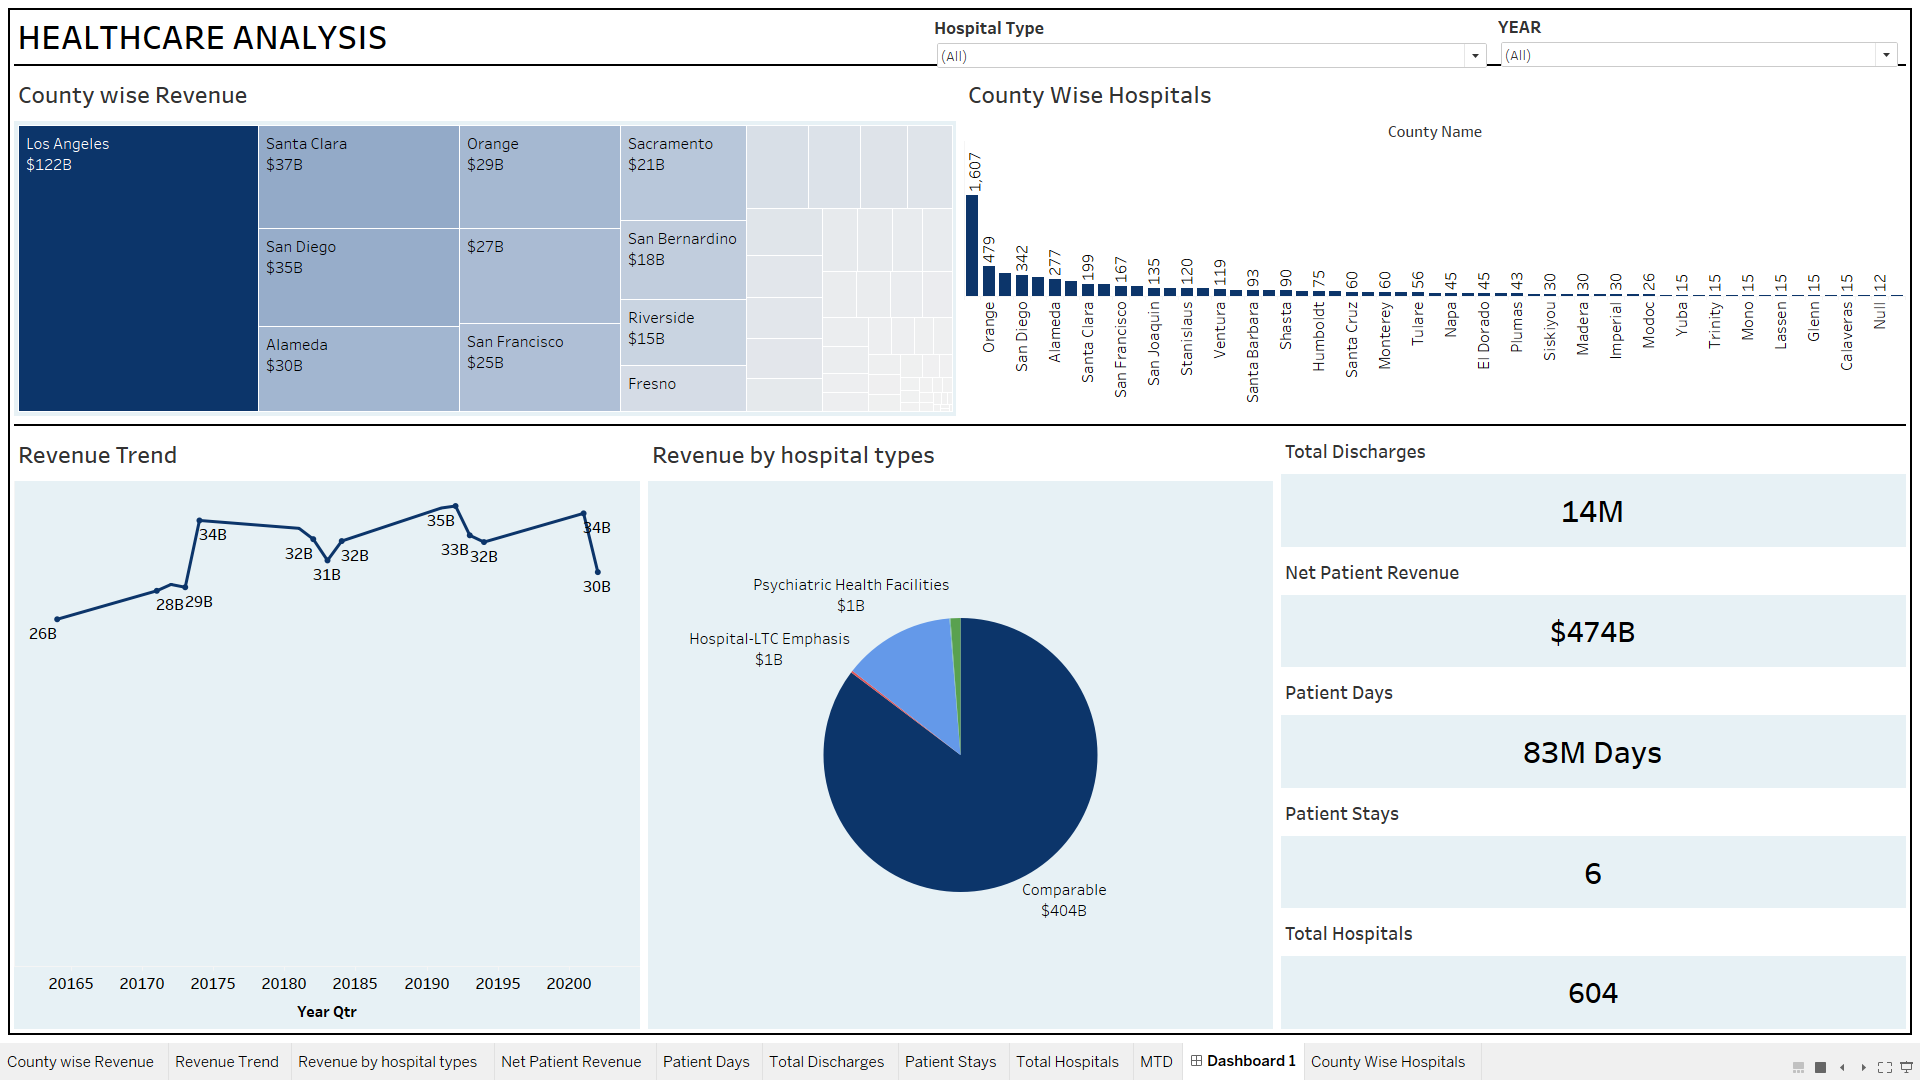 HEALTHCARE ANALYSIS
Hospital Type
(All)
YEAR
(All)
County wise Revenue
Los Angeles
$122B
Santa Clara
$37B
San Diego
$35B
Alameda
$30B
Orange
$29B
$27B
San Francisco
$25B
Sacramento
$21B
San Bernardino
$18B
Riverside
$15B
Fresno
County Wise Hospitals
County Name
1,607
479
342
277
199
167
135
120
119
93
90
75
60
60
56
45
45
43
30
30
30
26
15
15
15
15
15
15
12
Orange
San Diego
Alameda
Santa Clara
San Francisco
San Joaquin
Stanislaus
Ventura
Santa Barbara
Shasta
Humboldt
Santa Cruz
Monterey
Tulare
Napa
El Dorado
Plumas
Siskiyou
Madera
Imperial
Modoc
Yuba
Trinity
Mono
Lassen
Glenn
Calaveras
Null
Revenue Trend
26B
28B
29B
34B
32B
31B
32B
35B
33B
32B
34B
30B
20165
20170
20175
20180
20185
20190
20195
20200
Year Qtr
Revenue by hospital types
Psychiatric Health Facilities
$1B
Hospital-LTC Emphasis
$1B
Comparable
$404B
Total Discharges
14M
Net Patient Revenue
$474B
Patient Days
83M Days
Patient Stays
6
Total Hospitals
604
County wise Revenue
Revenue Trend
Revenue by hospital types
Net Patient Revenue
Patient Days
Total Discharges
Patient Stays
Total Hospitals
MTD
Dashboard 1
County Wise Hospitals